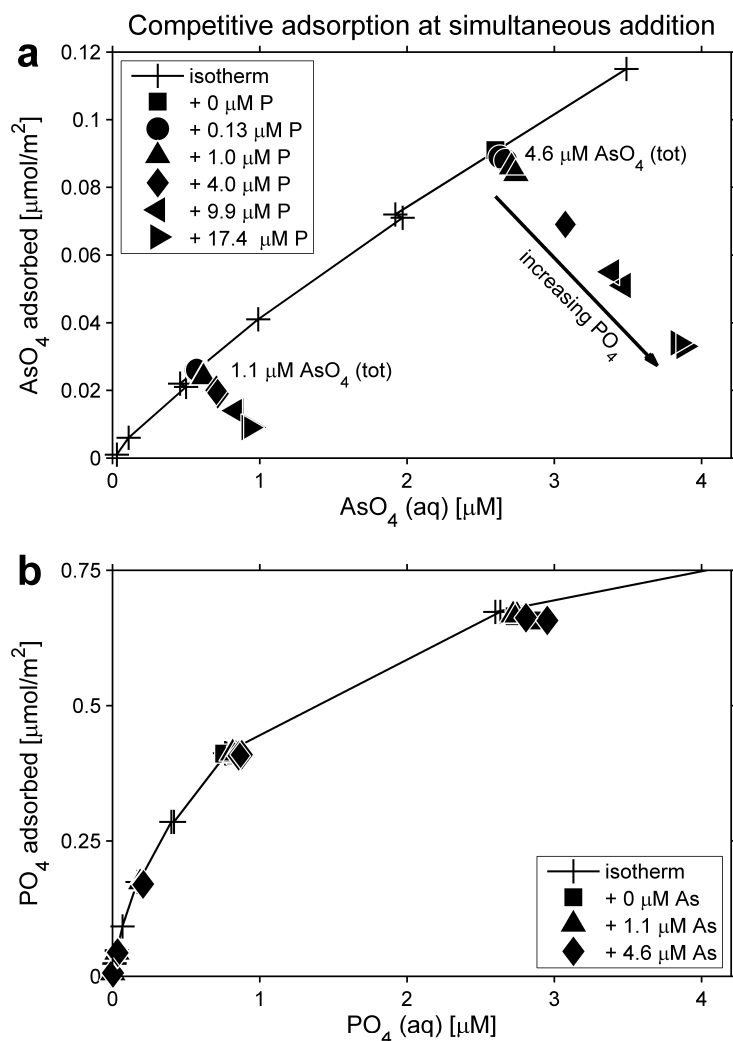 Competitive adsorption at simultaneous addition
a
0.12
0.1
0.08
0.06
0.04
0.02
0
AsO4 adsorbed [μmol/m2]
isotherm
+ 0 μM P
+ 0.13 μM P
+ 1.0 μM P
+ 4.0 μM P
+ 9.9 μM P
+ 17.4 μM P
4.6 μM AsO4 (tot)
increasing PO4
1.1 μM AsO4 (tot)
0 1 2 3 4
AsO4 (aq) [μM]
b
0.75
0.5
0.25
0
PO4 adsorbed [μmol/m2]
isotherm
+ 0 μM As
+ 1.1 μM As
+ 4.6 μM As
0 1 2 3 4
PO4 (aq) [μM]